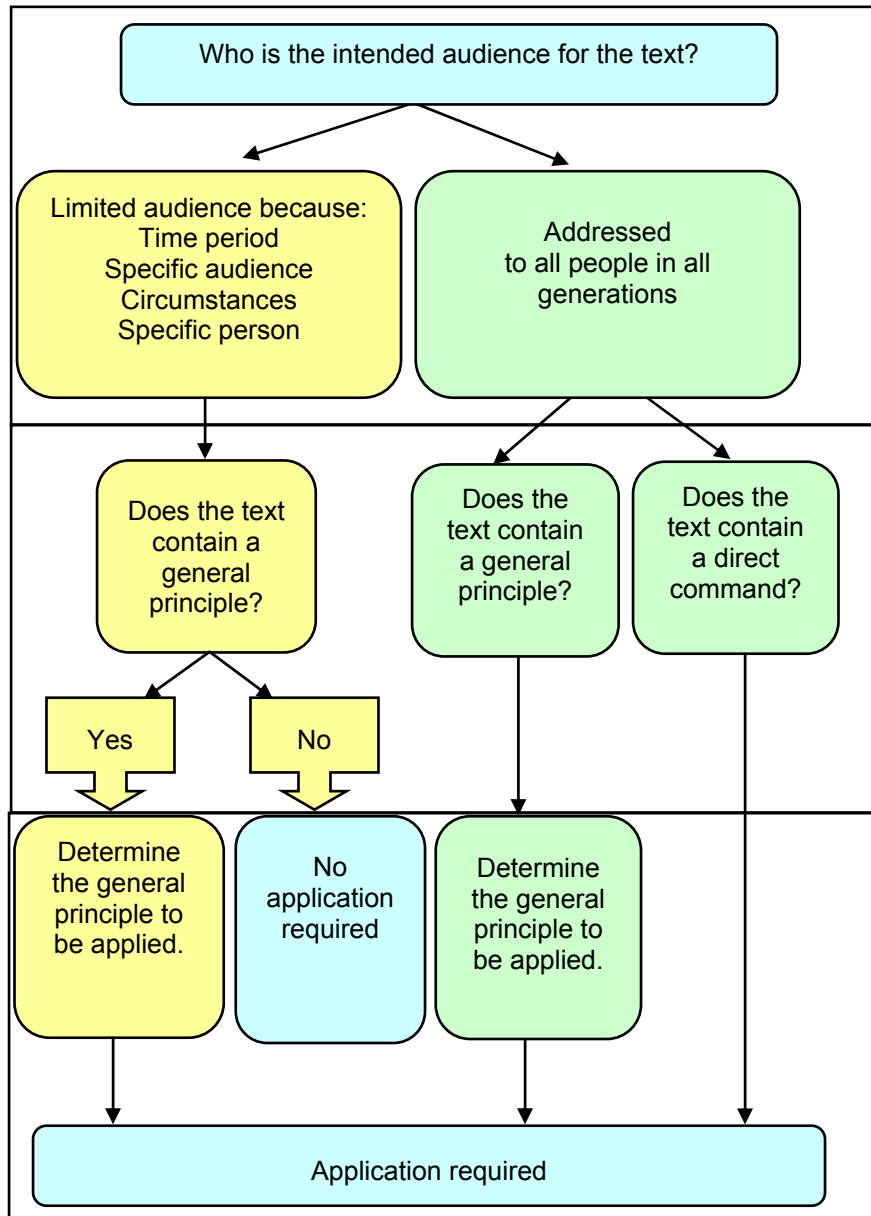 Who is the intended audience for the text?
Limited audience because:
Time period
Specific audience
Circumstances
Specific person
Addressed
to all people in all
generations
Does the text
contain a
general
principle?
Does the
text contain
a general
principle?
Does the
text contain
a direct
command?
Yes
No
Determine
the general
principle to
be applied.
No
application
required
Determine
the general
principle to
be applied.
Application required